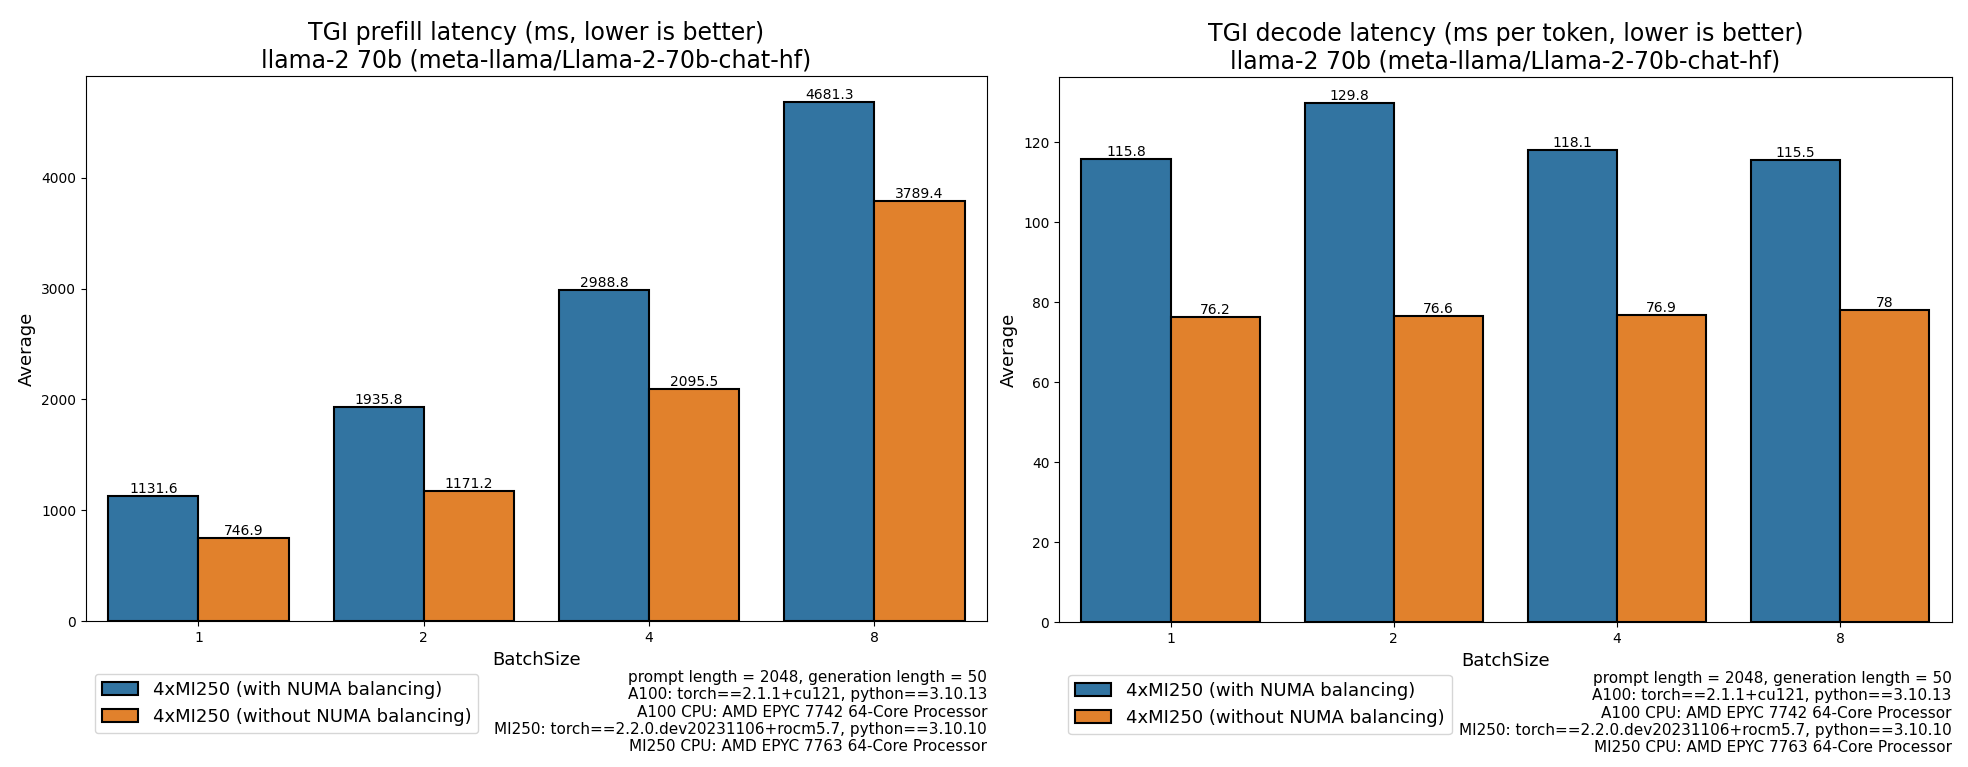 TGI prefill latency (ms, lower is better)
llama-2 70b (meta-llama/Llama-2-70b-chat-hf)
Average
4000
3000
2000
1000
0
1131.6
746.9
1935.8
1171.2
2988.8
2095.5
4681.3
3789.4
1
2
4
8
BatchSize
4xMI250 (with NUMA balancing)
4xMI250 (without NUMA balancing)
prompt length = 2048, generation length = 50
A100: torch==2.1.1+cu121, python==3.10.13
A100 CPU: AMD EPYC 7742 64-Core Processor
MI250: torch==2.2.0.dev20231106+rocm5.7, python==3.10.10
MI250 CPU: AMD EPYC 7763 64-Core Processor
TGI decode latency (ms per token, lower is better)
llama-2 70b (meta-llama/Llama-2-70b-chat-hf)
Average
120
100
80
60
40
20
0
115.8
76.2
129.8
76.6
118.1
76.9
115.5
78
1
2
4
8
BatchSize
4xMI250 (with NUMA balancing)
4xMI250 (without NUMA balancing)
prompt length = 2048, generation length = 50
A100: torch==2.1.1+cu121, python==3.10.13
A100 CPU: AMD EPYC 7742 64-Core Processor
MI250: torch==2.2.0.dev20231106+rocm5.7, python==3.10.10
MI250 CPU: AMD EPYC 7763 64-Core Processor